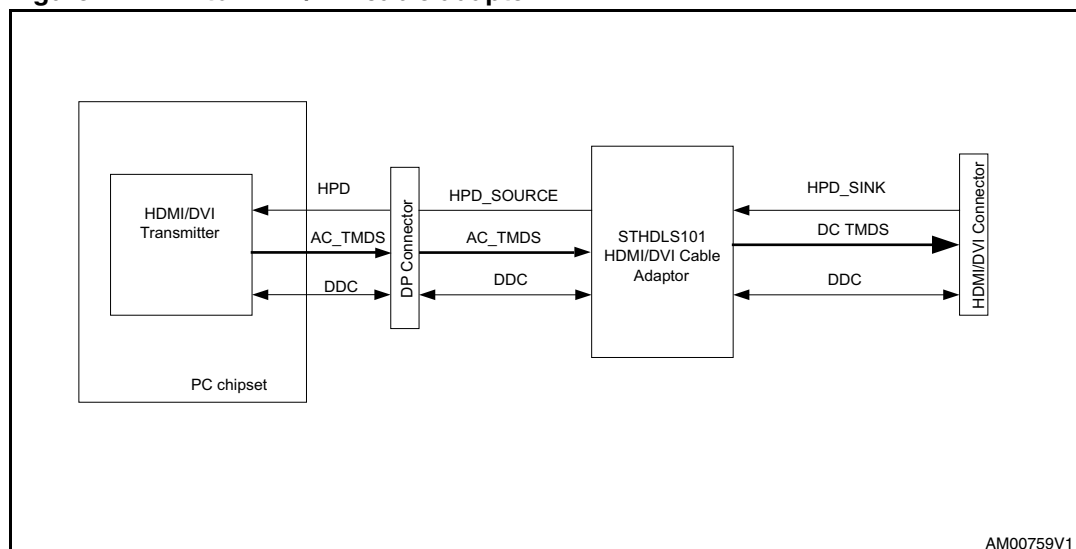 HPD
HPD_SOURCE
HPD_SINK
HDMI/DVI
Transmitter
AC_TMDS
DP Connector
AC_TMDS
STHDLS101
HDMI/DVI Cable
Adaptor
DC TMDS
HDMI/DVI Connector
DDC
DDC
DDC
PC chipset
AM00759V1